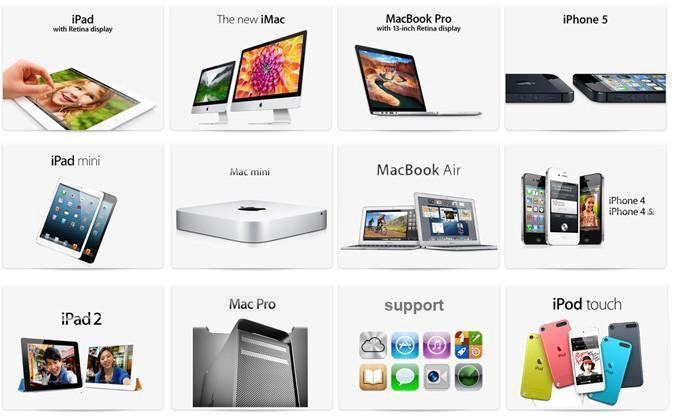 iPad
with Retina display
The new iMac
MacBook Pro
with 13-inch Retina display
iPhone 5
iPad mini
Mac mini
MacBook Air
iPhone 4
iPhone 4S
iPad 2
Mac Pro
support
iPod touch